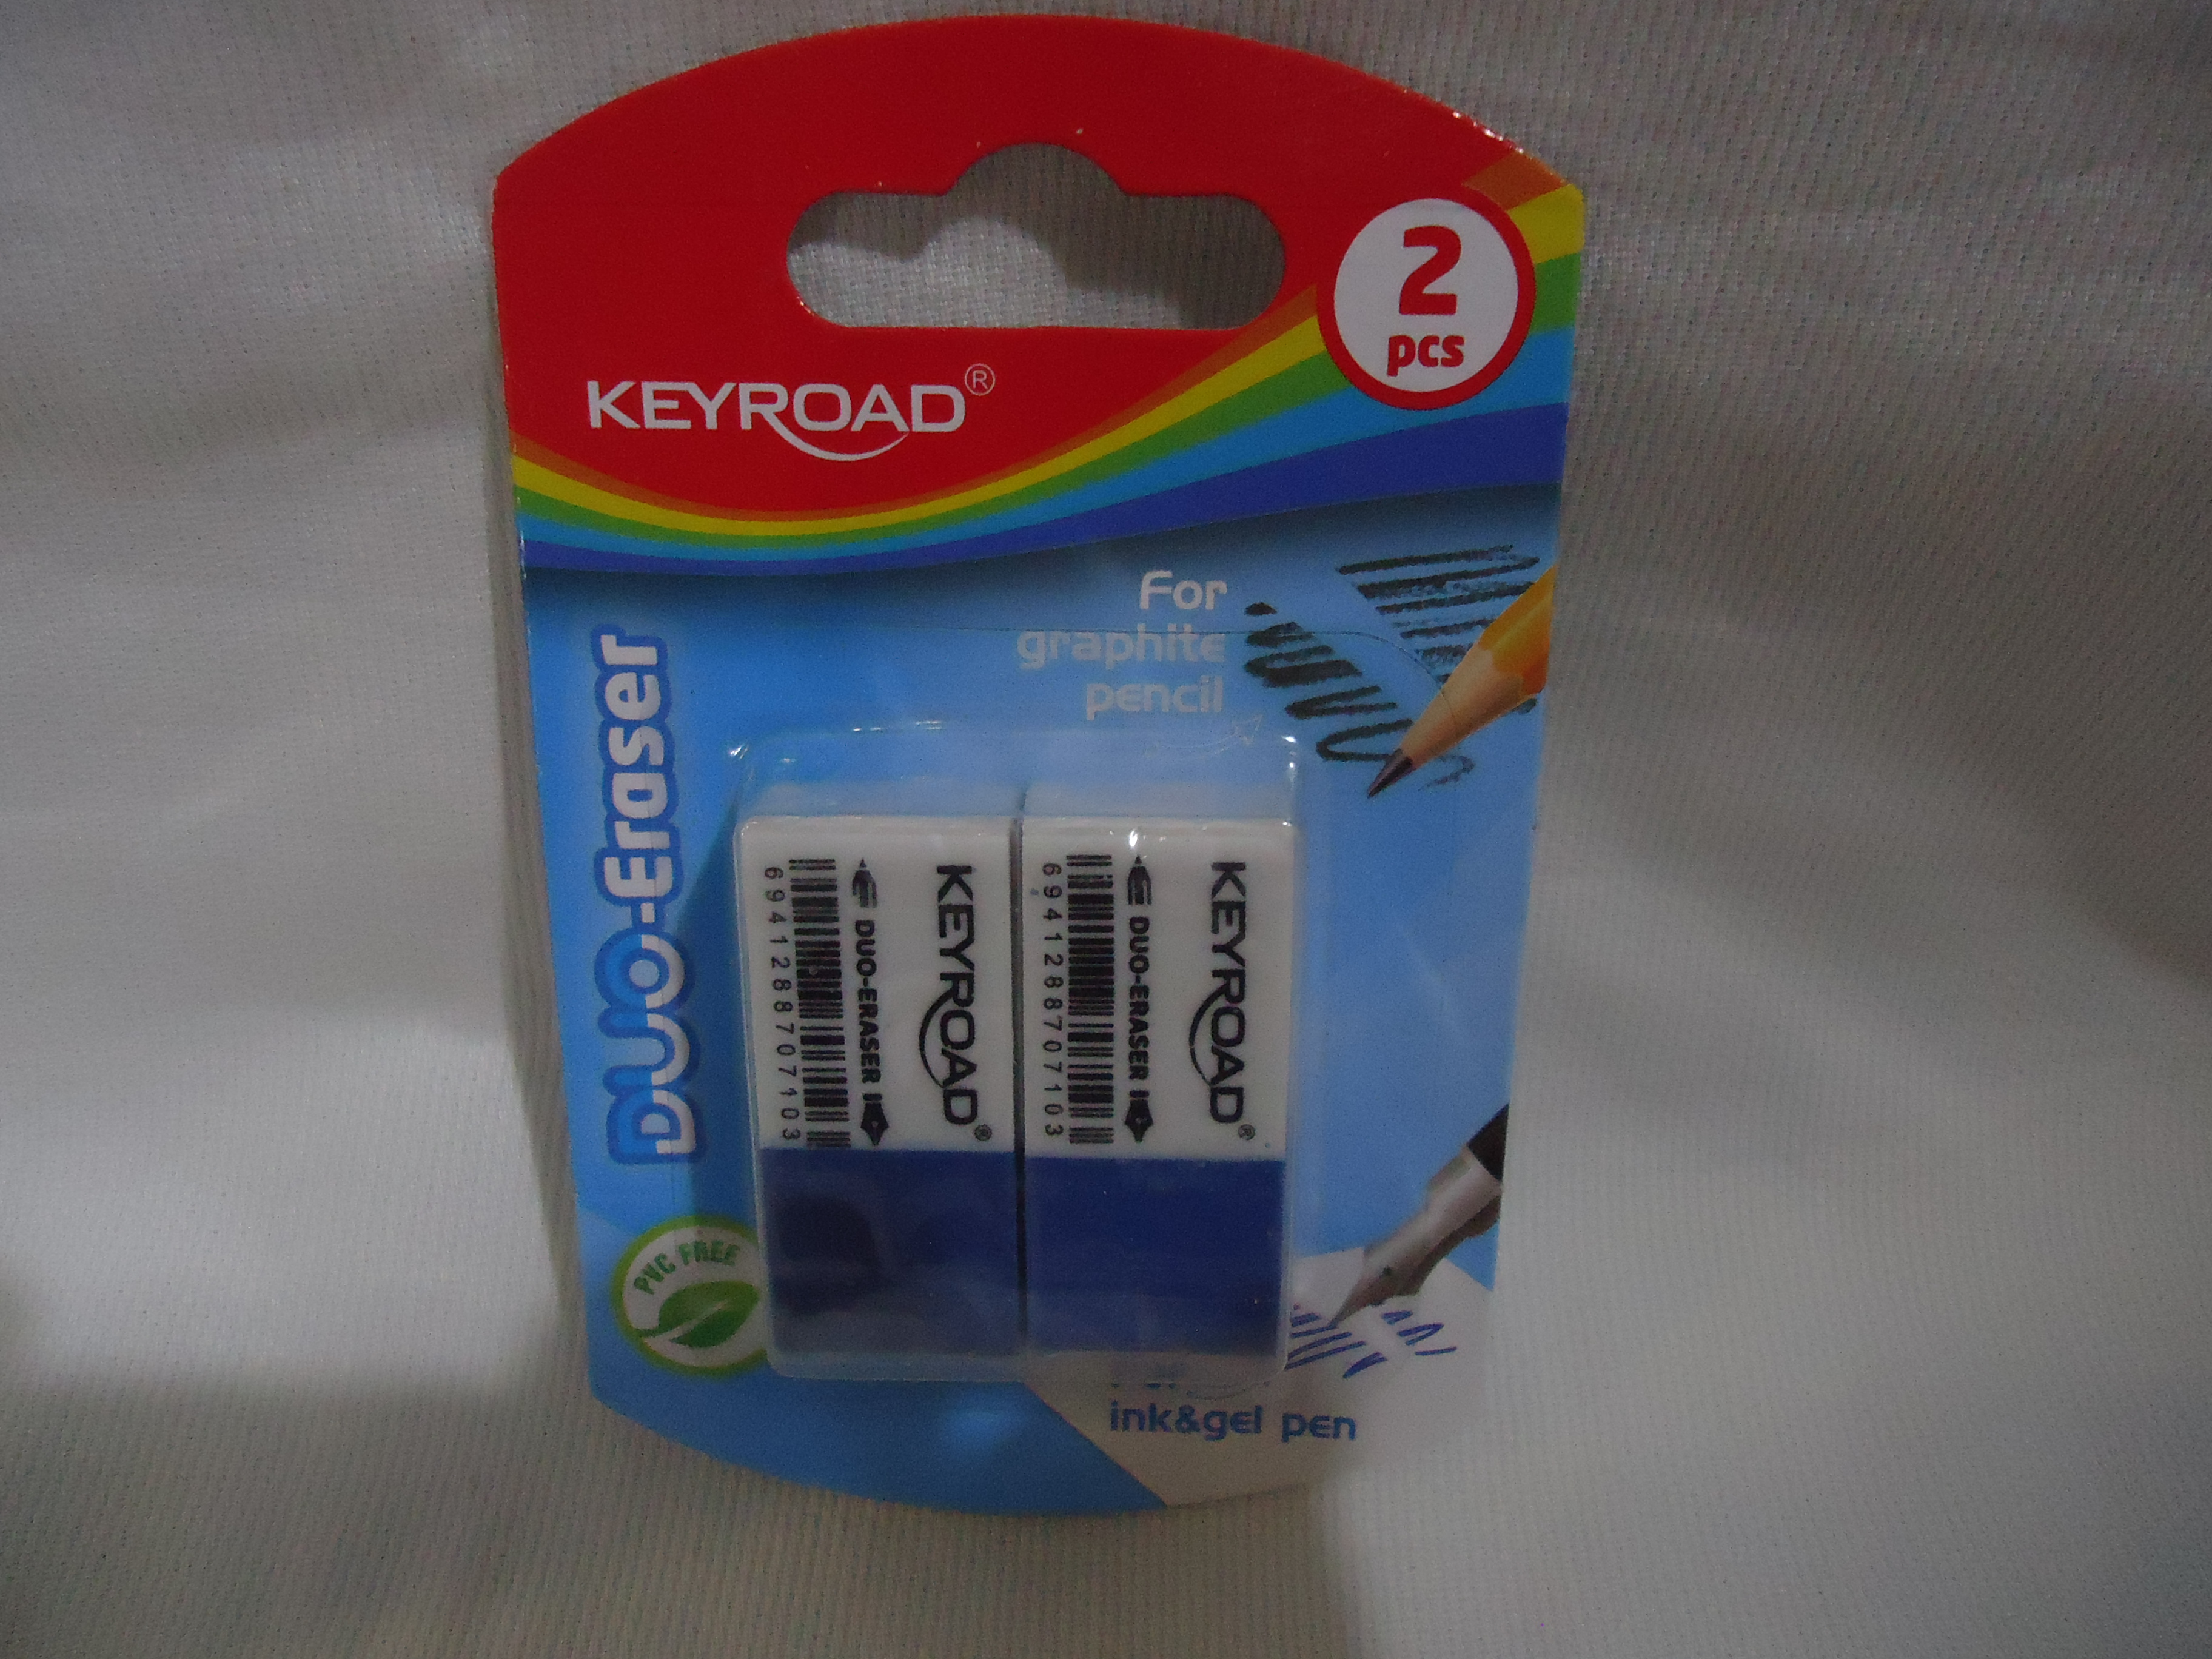 KEYROAD®
2
pcs
For
graphite
pencil
DUO-Eraser
KEYROAD®
DUO-ERASER
6941288707103
KEYROAD®
DUO-ERASER
6941288707103
PVC FREE
ink&gel pen